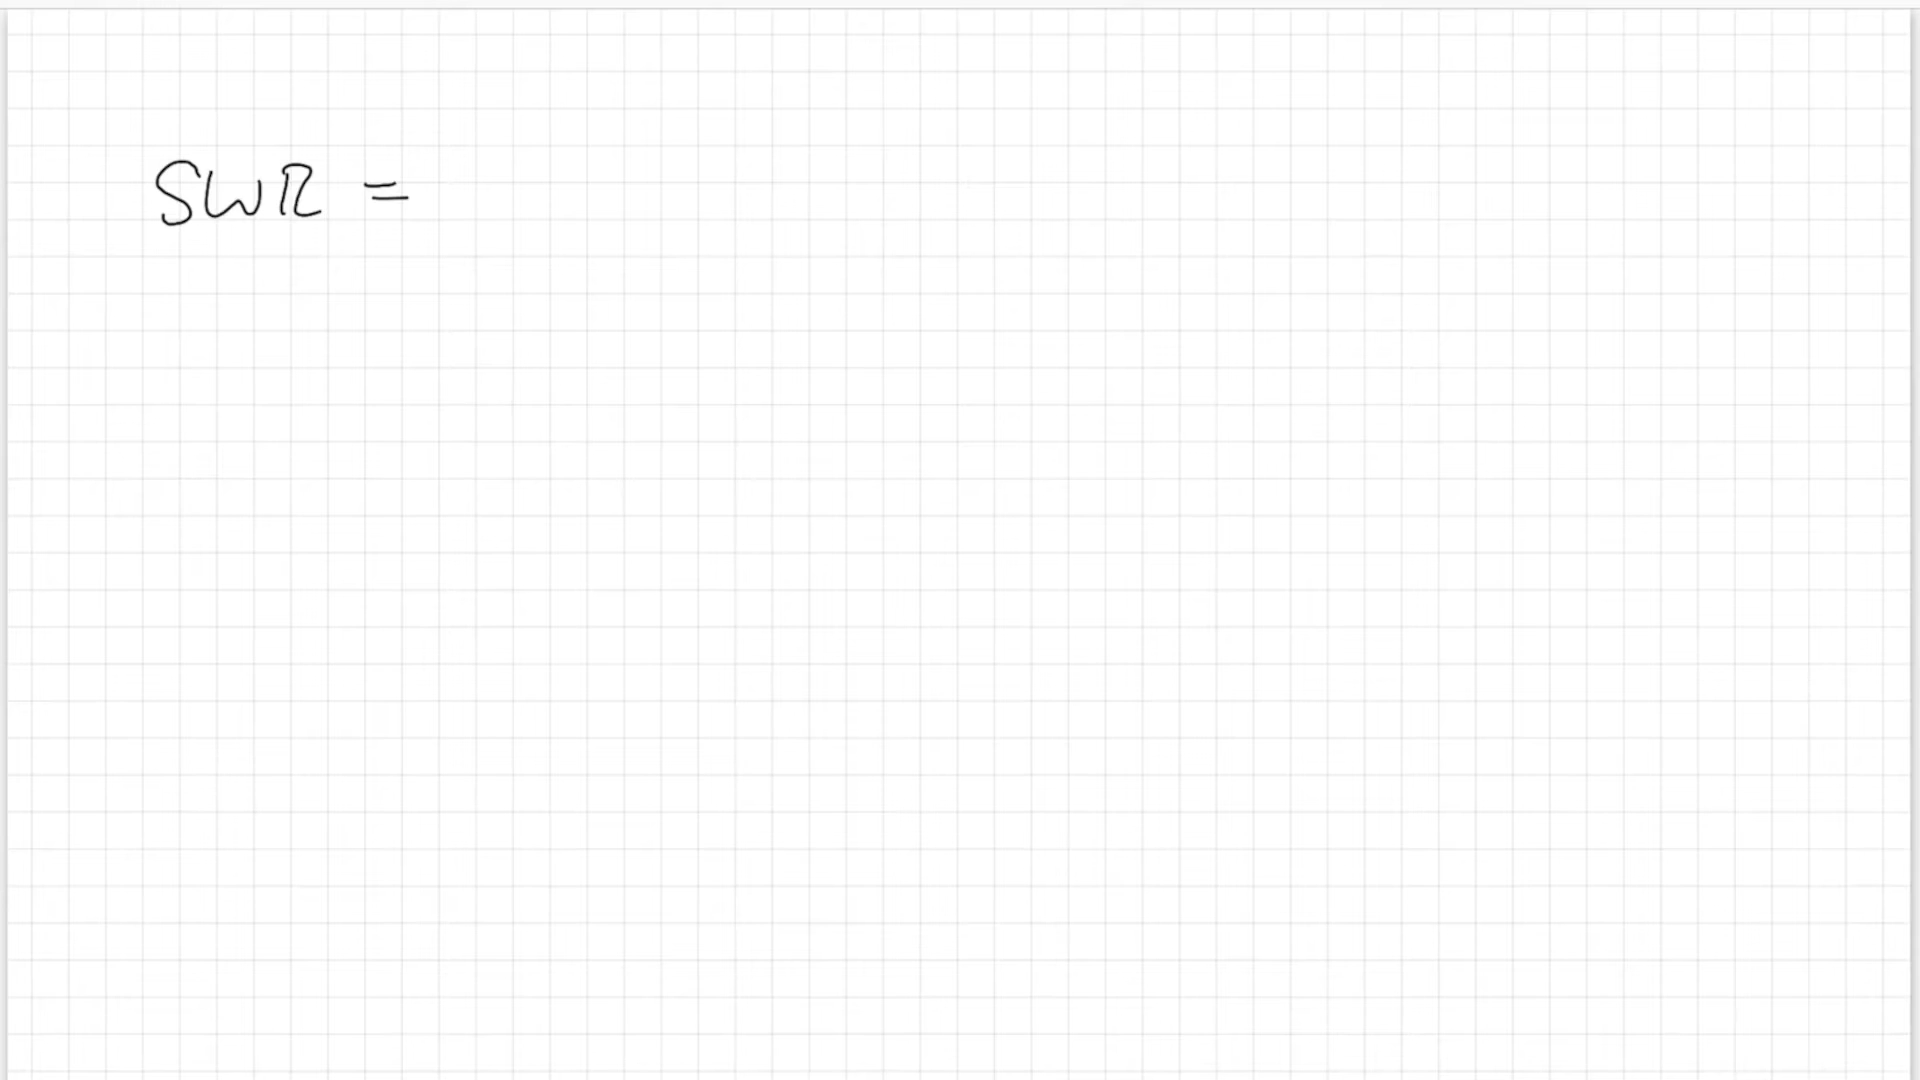 SWR =